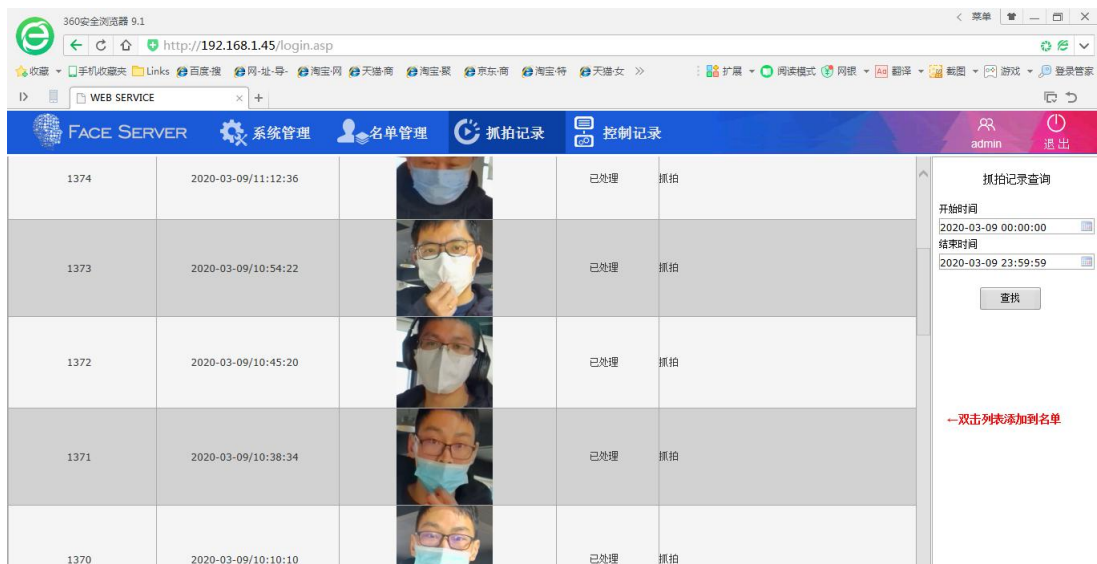 360安全浏览器 9.1
菜单
http://192.168.1.45/login.asp
收藏 手机收藏夹 Links 百度·搜 网·址·导· 淘宝·网 天猫·商 淘宝·聚 京东·商 淘宝·特 天猫·女 扩展 阅读模式 网银 翻译 截图 游戏 登录管家
WEB SERVICE
FACE SERVER 系统管理 名单管理 抓拍记录 控制记录 admin 退出
1374 2020-03-09/11:12:36 已处理 抓拍
1373 2020-03-09/10:54:22 已处理 抓拍
1372 2020-03-09/10:45:20 已处理 抓拍
1371 2020-03-09/10:38:34 已处理 抓拍
1370 2020-03-09/10:10:10 已处理 抓拍
抓拍记录查询
开始时间
2020-03-09 00:00:00
结束时间
2020-03-09 23:59:59
查找
←双击列表添加到名单